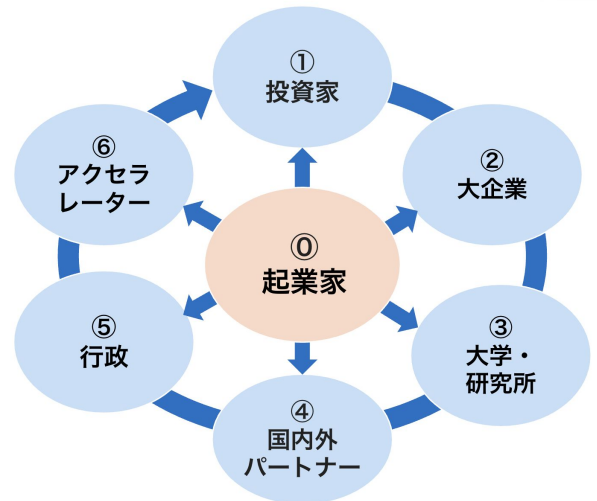 ①
投資家
②
大企業
③
大学・
研究所
④
国内外
パートナー
⑤
行政
⑥
アクセラ
レーター
⓪
起業家